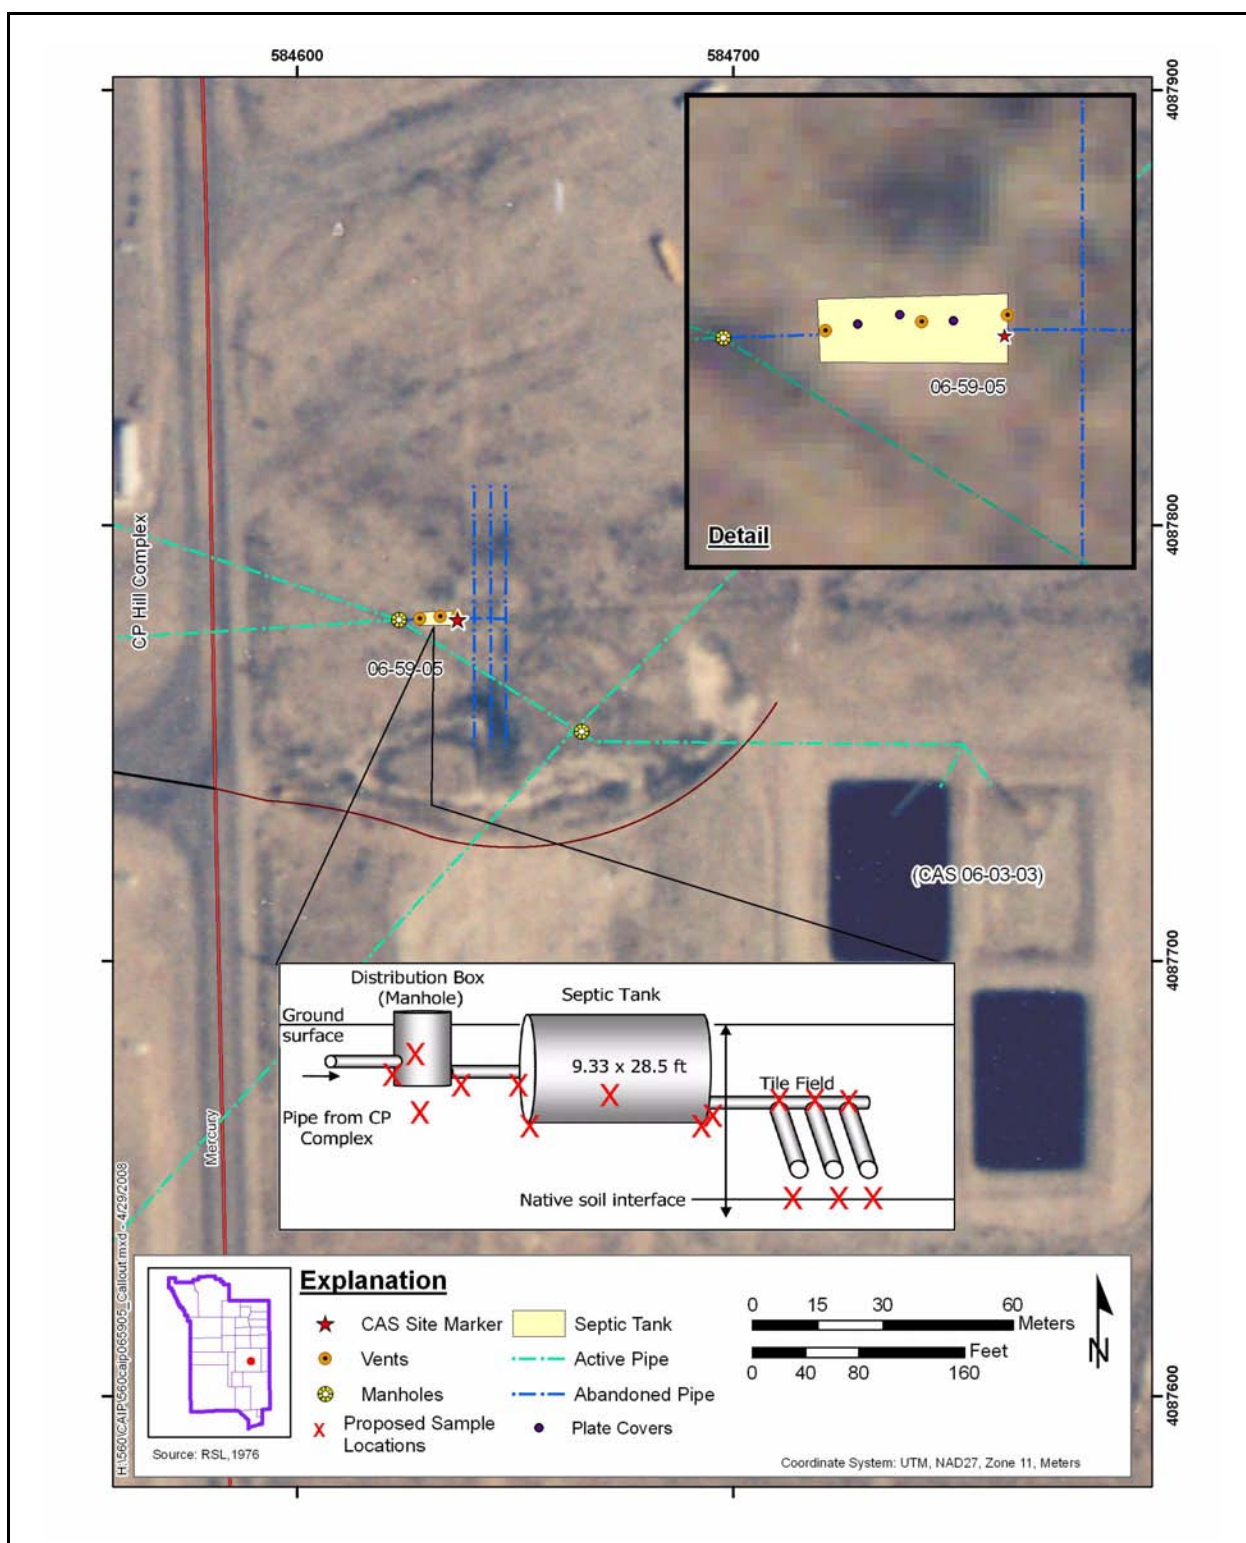 584600
584700
4087900
06-59-05
Detail
4087800
CP Hill Complex
06-59-05
(CAS 06-03-03)
4087700
Distribution Box
(Manhole)
Septic Tank
Ground
surface
9.33 x 28.5 ft
Tile Field
Pipe from CP
Complex
Native soil interface
Mercury
H:\560\CAIP\560caip065905_Callout.mxd - 4/29/2008
Explanation
CAS Site Marker
Septic Tank
Vents
Active Pipe
Manholes
Abandoned Pipe
Proposed Sample
Locations
Plate Covers
0 15 30 60
Meters
Feet
0 40 80 160
N
4087600
Source: RSL,1976
Coordinate System: UTM, NAD27, Zone 11, Meters